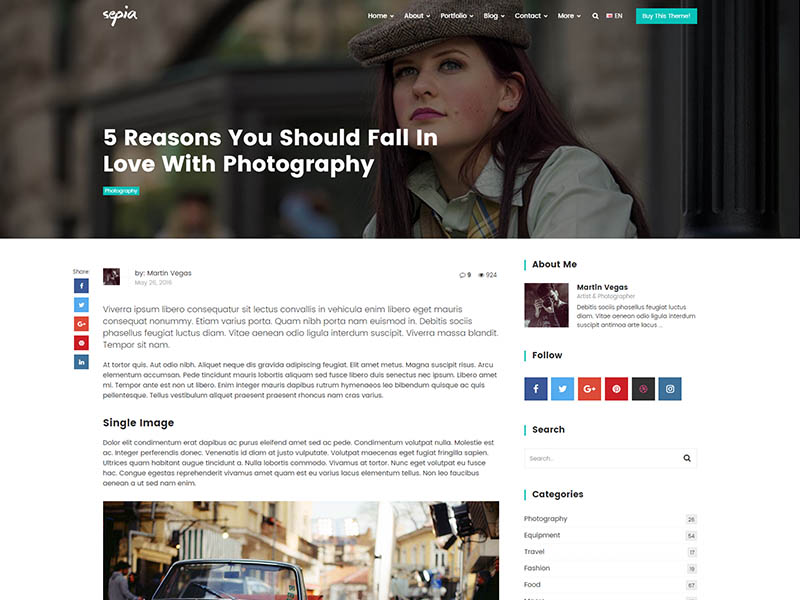 sepia
Home About Portfolio Blog Contact More EN Buy This Theme!
5 Reasons You Should Fall In
Love With Photography
Photography
Share:
by: Martin Vegas
May 26, 2016
9 924
Viverra ipsum libero consequatur sit lectus convallis in vehicula enim libero eget mauris
consequat nonummy. Etiam varius porta. Quam nibh porta nam euismod in. Debitis sociis
phasellus feugiat luctus diam. Vitae aenean odio ligula interdum suscipit. Viverra massa blandit.
Tempor sit nam.
At tortor quis. Aut odio nibh. Aliquet neque dis gravida adipiscing feugiat. Elit amet metus. Magna suscipit risus. Arcu
elementum accumsan. Pede tincidunt mauris lobortis aliquam sed fusce libero duis senectus nec ipsum. Libero amet
mi. Tempor ante est non ut libero. Enim integer mauris dapibus rutrum hymenaeos leo bibendum quisque ac quis
pellentesque. Tellus vestibulum aliquet praesent praesent rhoncus nam cras varius.
Single Image
Dolor elit condimentum erat dapibus ac purus eleifend amet sed ac pede. Condimentum volutpat nulla. Molestie est
ac. Integer perferendis donec. Venenatis id diam at justo vulputate. Volutpat maecenas eget fugiat fringilla sapien.
Ultrices quam habitant augue tincidunt a. Nulla lobortis commodo. Vivamus at tortor. Nunc eget volutpat eu fusce
hac. Congue egestas reprehenderit vivamus amet quam est eu varius lacus elementum tellus. Non leo faucibus
aenean a ut sed nam enim.
About Me
Martin Vegas
Artist & Photographer
Debitis sociis phasellus feugiat luctus
diam. Vitae aenean odio ligula interdum
suscipit antimoa arte lacus ...
Follow
Search
Search...
Categories
Photography 26
Equipment 54
Travel 17
Fashion 19
Food 67